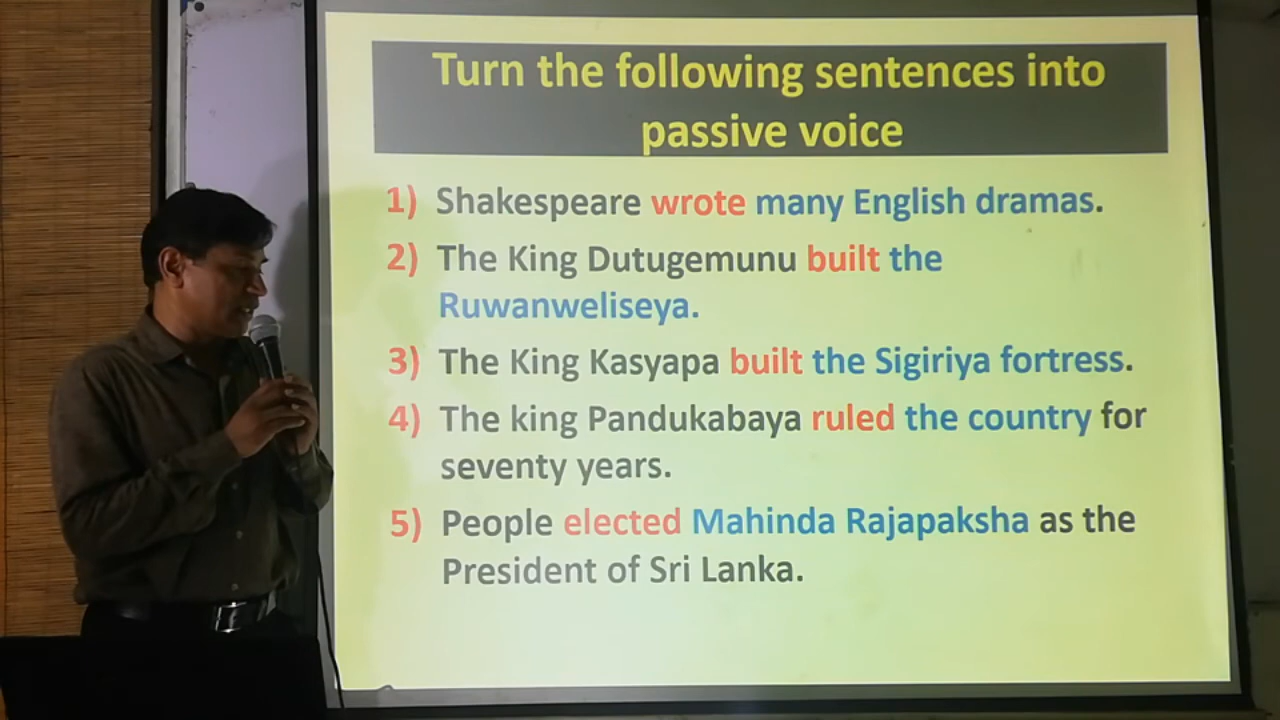 Turn the following sentences into
passive voice
1) Shakespeare wrote many English dramas.
2) The King Dutugemunu built the
Ruwanweliseya.
3) The King Kasyapa built the Sigiriya fortress.
4) The king Pandukabaya ruled the country for
seventy years.
5) People elected Mahinda Rajapaksha as the
President of Sri Lanka.